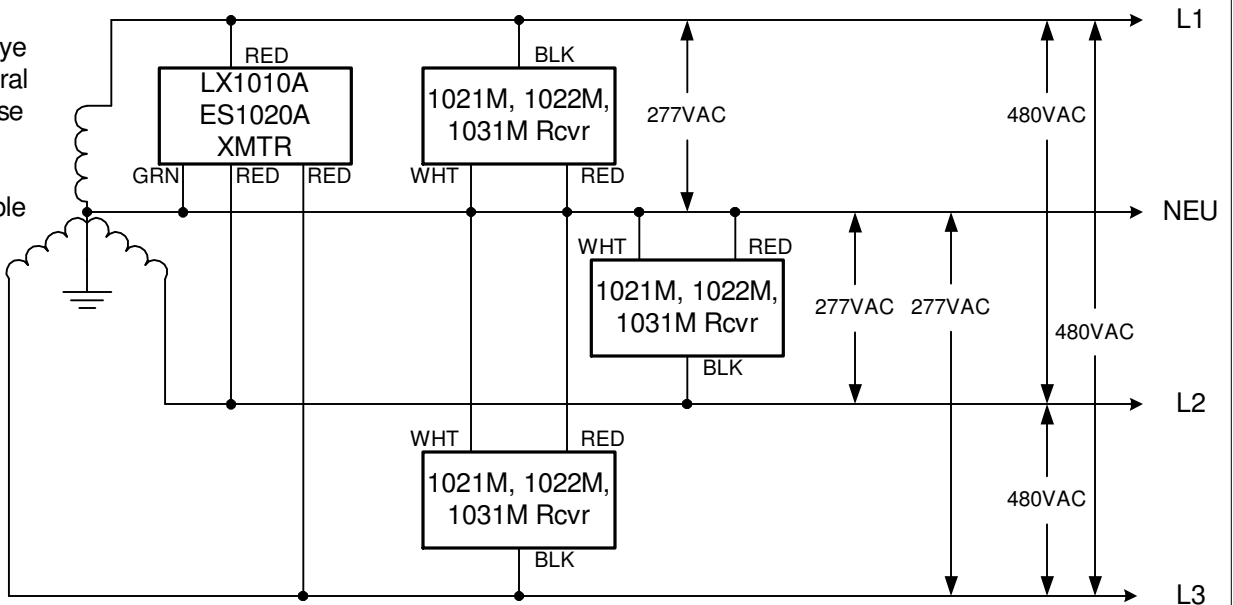 L1
ye
RED
BLK
ral
LX1010A
ES1020A
XMTR
1021M, 1022M,
1031M Rcvr
se
277VAC
480VAC
GRN
RED
RED
WHT
RED
ble
NEU
WHT
RED
1021M, 1022M,
1031M Rcvr
277VAC
277VAC
480VAC
BLK
L2
WHT
RED
1021M, 1022M,
1031M Rcvr
480VAC
BLK
L3